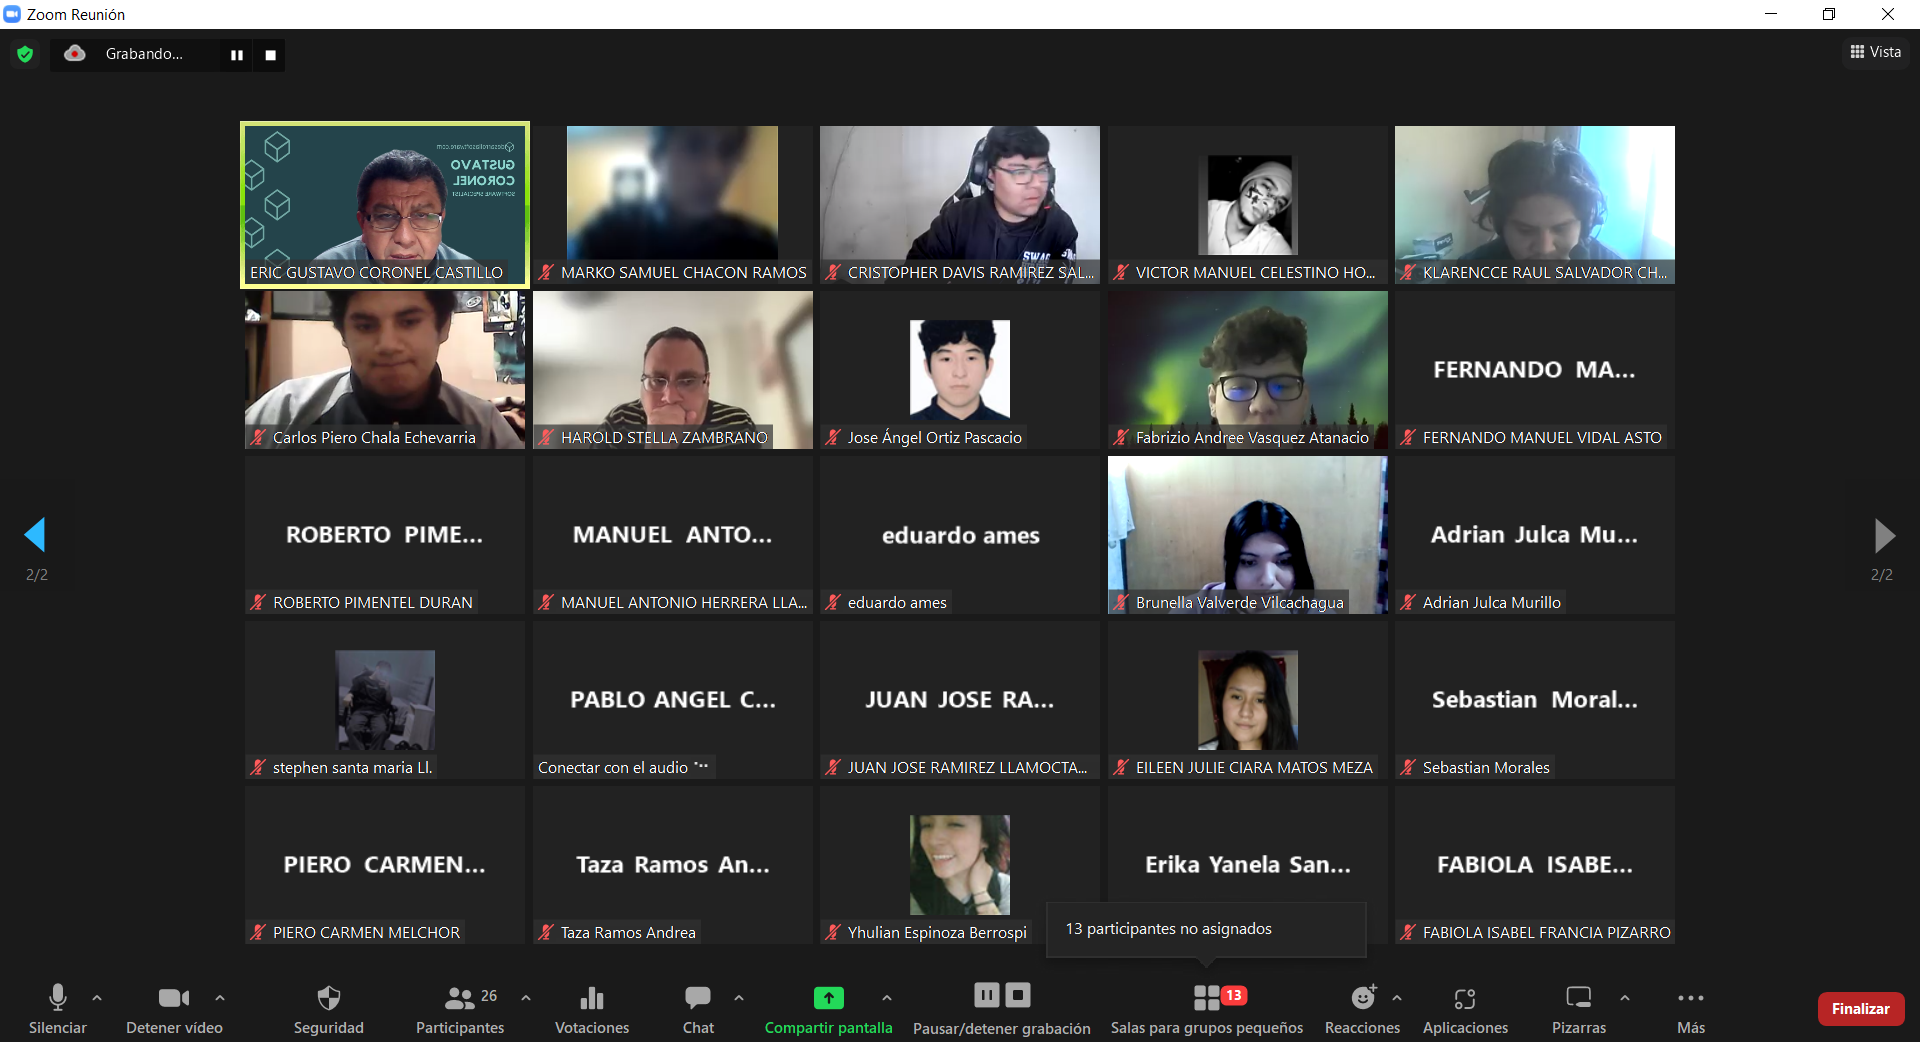 Zoom Reunión
Grabando...
Vista
desarrollasoftware.com
GUSTAVO
CORONEL
SOFTWARE SPECIALIST
ERIC GUSTAVO CORONEL CASTILLO
MARKO SAMUEL CHACON RAMOS
SWAG
CRISTOPHER DAVIS RAMIREZ SAL...
VICTOR MANUEL CELESTINO HO...
KLARENCCE RAUL SALVADOR CH...
Carlos Piero Chala Echevarria
HAROLD STELLA ZAMBRANO
Jose Ángel Ortiz Pascacio
Fabrizio Andree Vasquez Atanacio
FERNANDO MA...
FERNANDO MANUEL VIDAL ASTO
ROBERTO PIME...
ROBERTO PIMENTEL DURAN
MANUEL ANTO...
MANUEL ANTONIO HERRERA LLA...
eduardo ames
eduardo ames
Brunella Valverde Vilcachagua
Adrian Julca Mu...
Adrian Julca Murillo
2/2
2/2
stephen santa maria Ll.
PABLO ANGEL C...
Conectar con el audio ...
JUAN JOSE RA...
JUAN JOSE RAMIREZ LLAMOCTA...
EILEEN JULIE CIARA MATOS MEZA
Sebastian Moral...
Sebastian Morales
PIERO CARMEN...
PIERO CARMEN MELCHOR
Taza Ramos An...
Taza Ramos Andrea
Yhulian Espinoza Berrospi
Erika Yanela San...
FABIOLA ISABE...
FABIOLA ISABEL FRANCIA PIZARRO
13 participantes no asignados
Silenciar
Detener vídeo
Seguridad
26
Participantes
Votaciones
Chat
Compartir pantalla
Pausar/detener grabación
13
Salas para grupos pequeños
Reacciones
Aplicaciones
Pizarras
Más
Finalizar